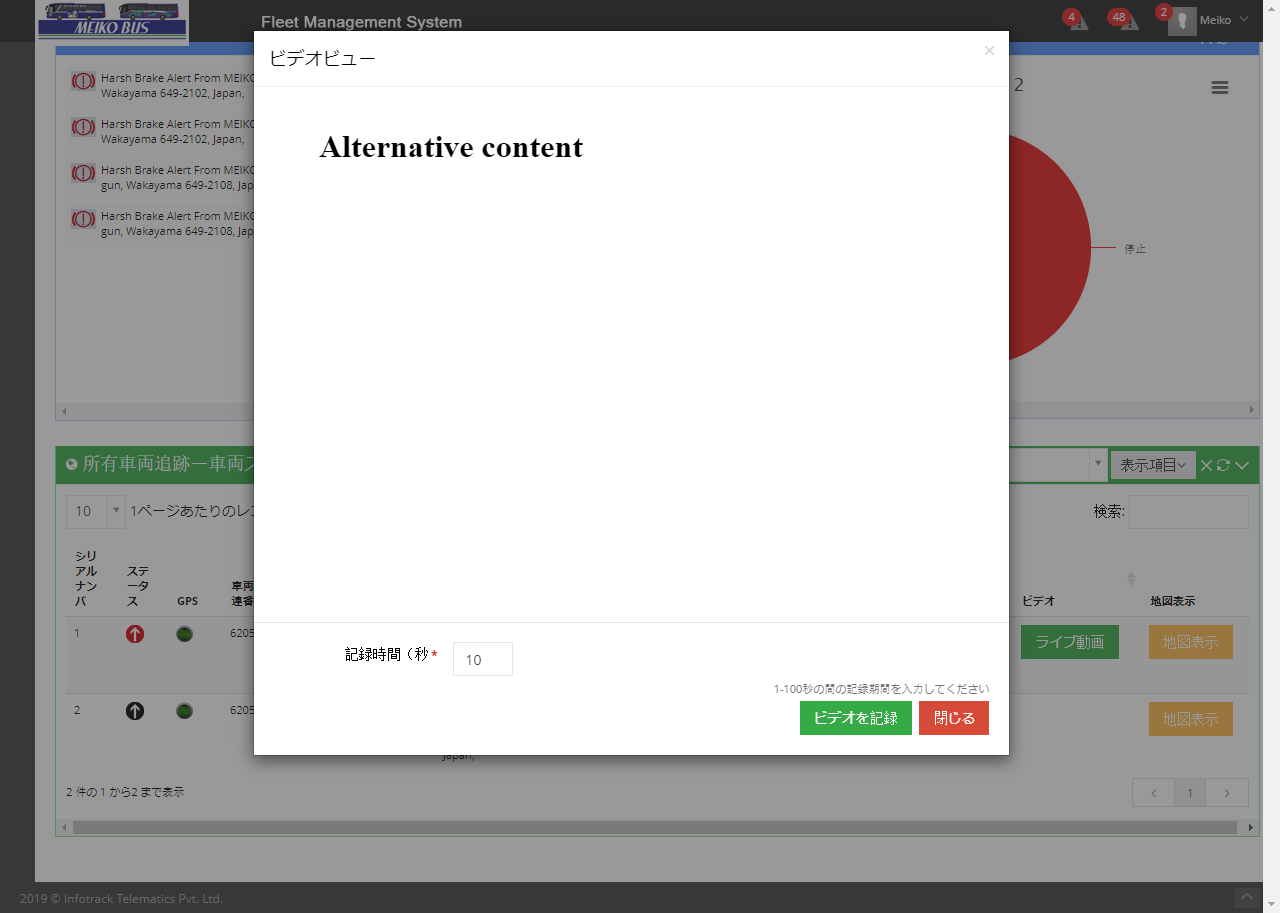 MEIKO BUS
Fleet Management System
4
48
2
Meiko
ビデオビュー
×
Harsh Brake Alert From MEIKO
Wakayama 649-2102, Japan,
Harsh Brake Alert From MEIKO
Wakayama 649-2102, Japan,
Harsh Brake Alert From MEIKO
gun, Wakayama 649-2108, Jap
Harsh Brake Alert From MEIKO
gun, Wakayama 649-2108, Jap
2
Alternative content
停止
所有車両追跡ー車両ス
表示項目
10
1ページあたりのレコ
検索:
シリアルナンバ
ステータス
GPS
車両
連番
ビデオ
地図表示
1
6205
ライブ動画
地図表示
2
6205
地図表示
Japan,
記録時間（秒*
10
1-100秒の間の記録期間を入力してください
ビデオを記録
閉じる
2 件の 1 から2 まで表示
1
2019 © Infotrack Telematics Pvt. Ltd.